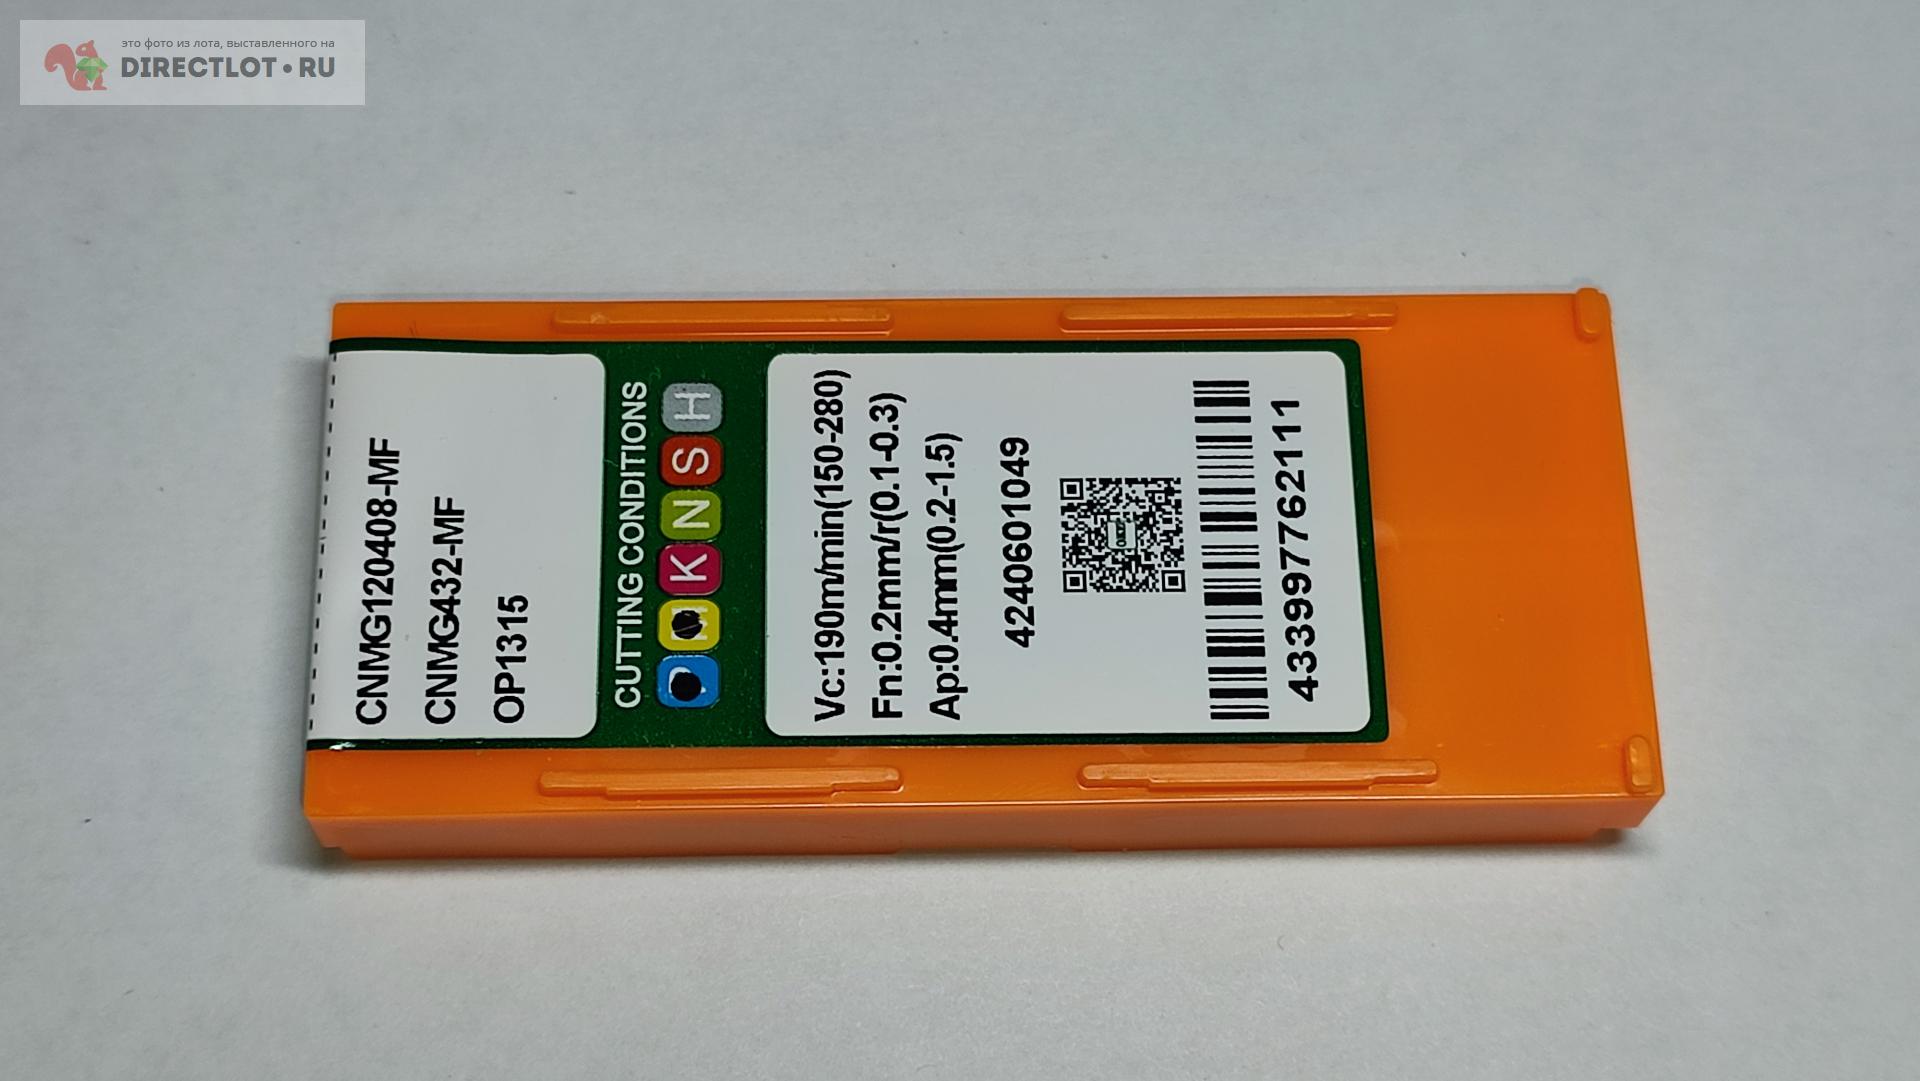 это фото из лота, выставленного на
DIRECTLOT•RU
CNMG120408-MF
CNMG432-MF
OP1315
CUTTING CONDITIONS
P M K N S H
Vc:190m/min(150-280)
Fn:0.2mm/r(0.1-0.3)
Ap:0.4mm(0.2-1.5)
4240601049
4339977762111